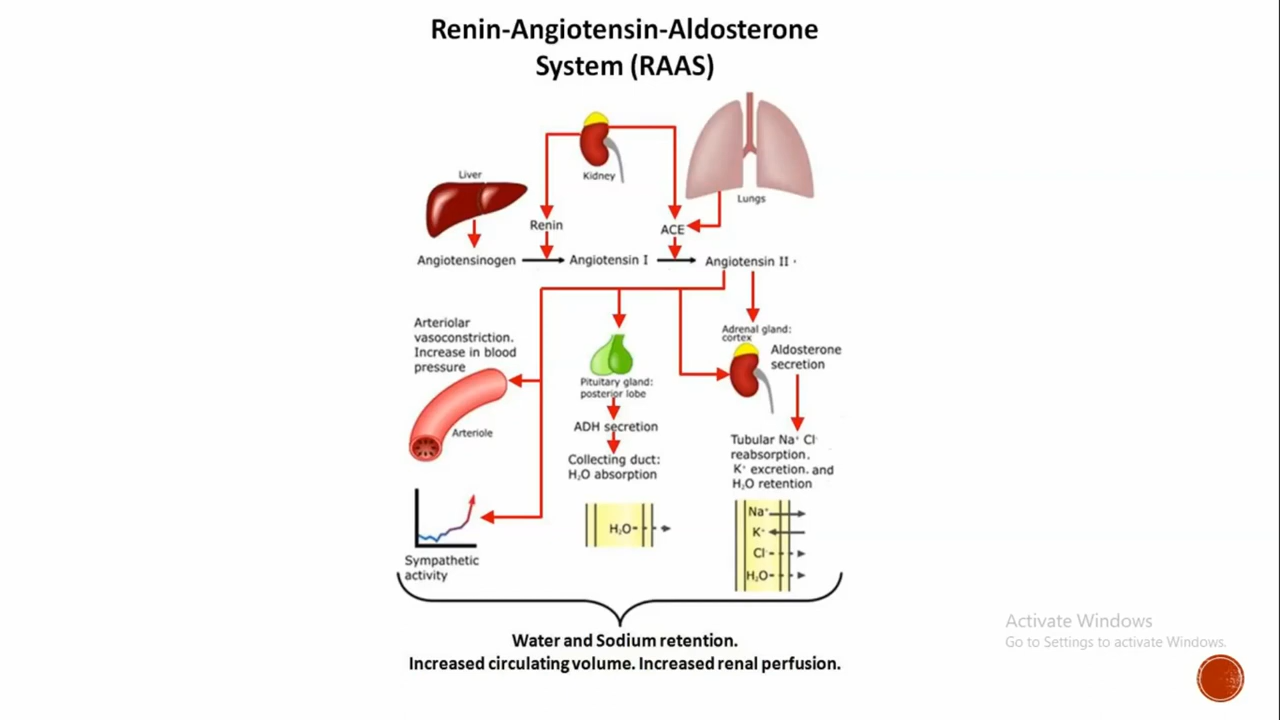 Renin-Angiotensin-Aldosterone
System (RAAS)
Liver
Kidney
Lungs
Renin
ACE
Angiotensinogen
Angiotensin I
Angiotensin II ·
Arteriolar
vasoconstriction.
Increase in blood
pressure
Arteriole
Sympathetic
activity
Pituitary gland:
posterior lobe
ADH secretion
Collecting duct:
H₂O absorption
H₂O
Adrenal gland:
cortex
Aldosterone
secretion
Tubular Na⁺ Cl⁻
reabsorption.
K⁺ excretion. and
H₂O retention
Na⁺
K⁺
Cl⁻
H₂O
Water and Sodium retention.
Increased circulating volume. Increased renal perfusion.
Activate Windows
Go to Settings to activate Windows.